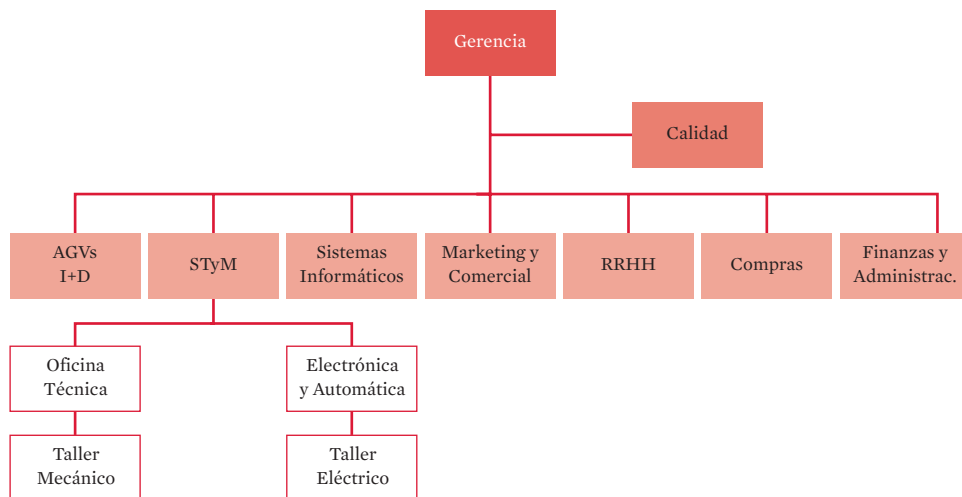 Gerencia
Calidad
AGVs
I+D
STyM
Sistemas
Informáticos
Marketing y
Comercial
RRHH
Compras
Finanzas y
Administrac.
Oficina
Técnica
Electrónica
y Automática
Taller
Mecánico
Taller
Eléctrico